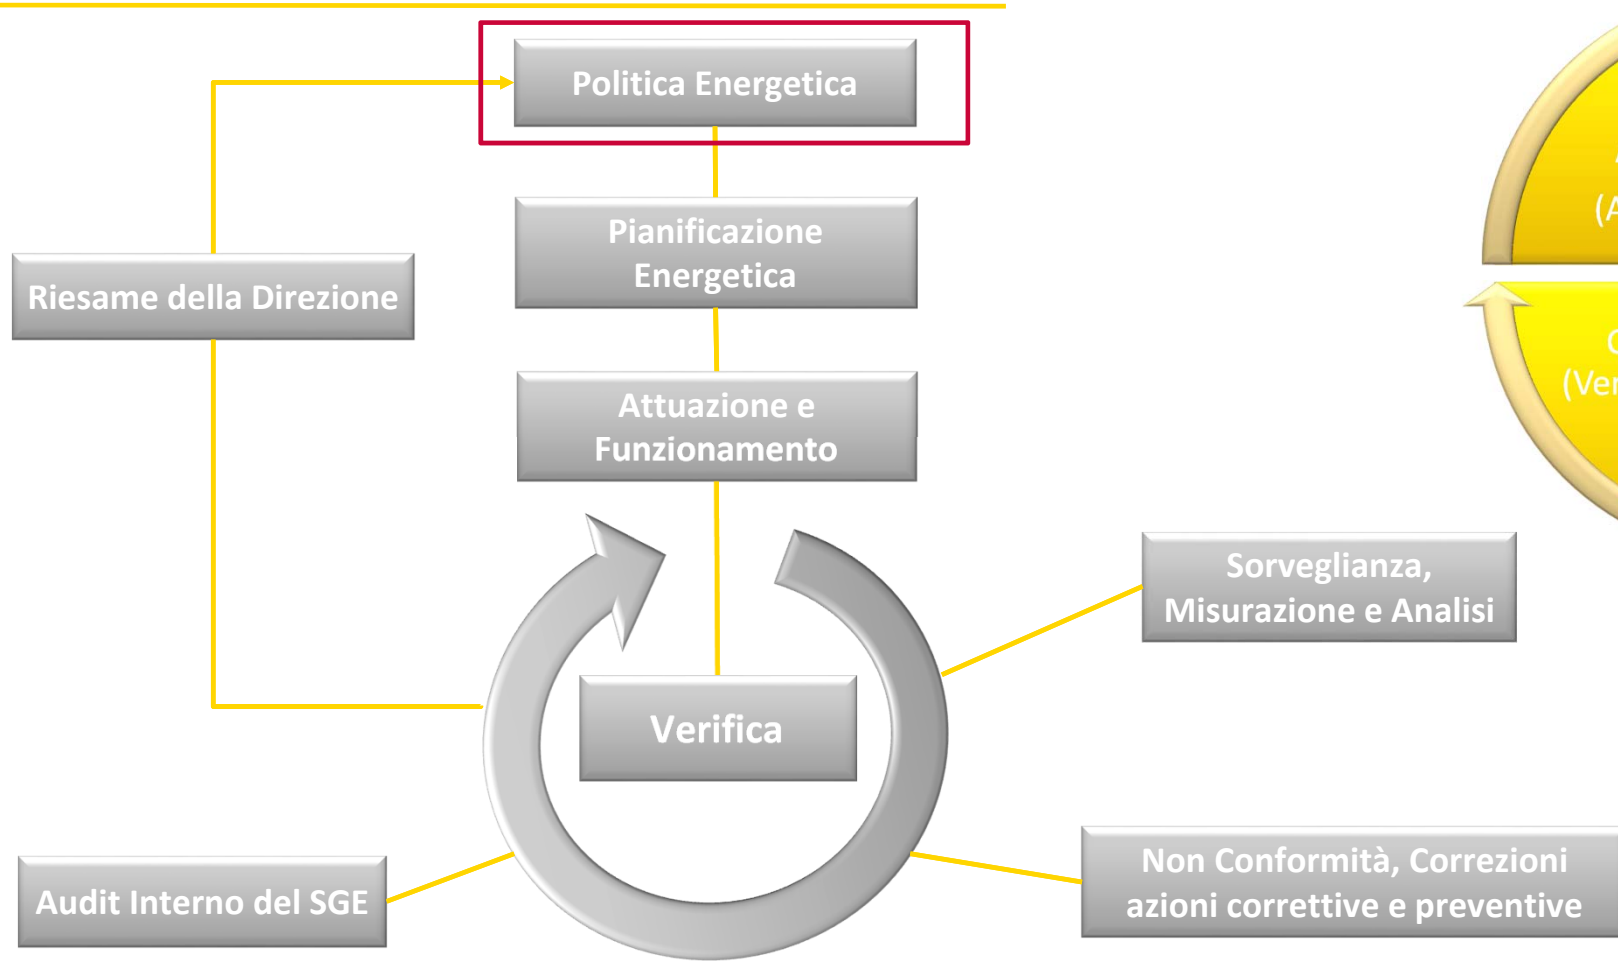 Politica Energetica
Pianificazione
Energetica
Riesame della Direzione
Attuazione e
Funzionamento
Sorveglianza,
Misurazione e Analisi
Verifica
Non Conformità, Correzioni
azioni correttive e preventive
Audit Interno del SGE